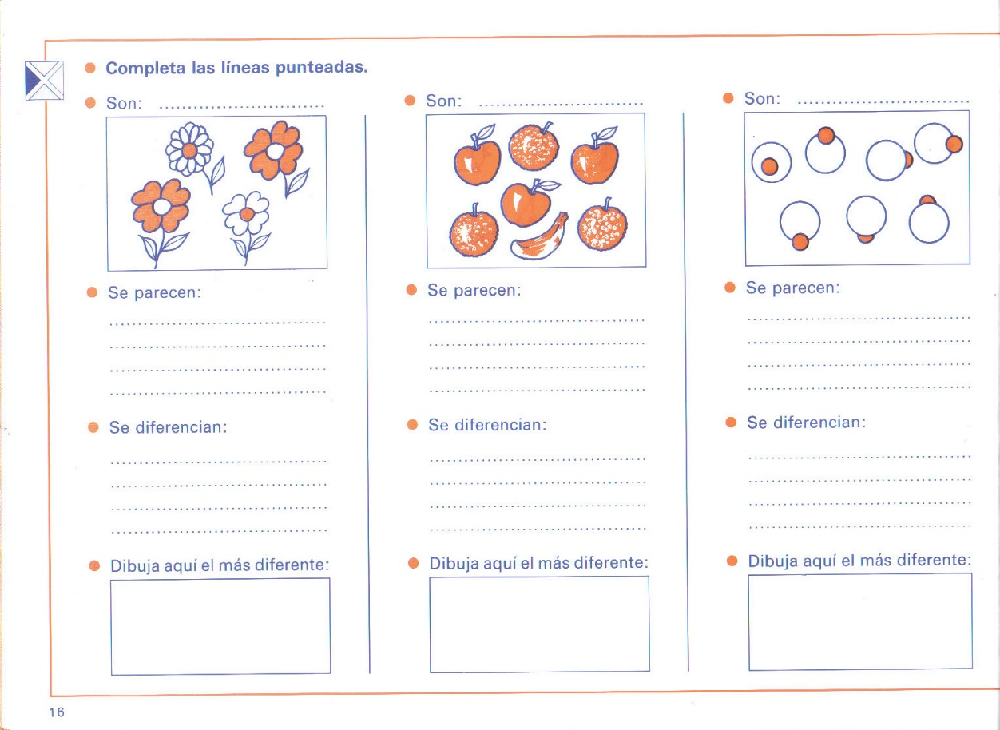 Completa las líneas punteadas.
Son: ............................
Se parecen:
Se diferencian:
Dibuja aquí el más diferente:
Son: ............................
Se parecen:
Se diferencian:
Dibuja aquí el más diferente:
Son: ............................
Se parecen:
Se diferencian:
Dibuja aquí el más diferente:
16